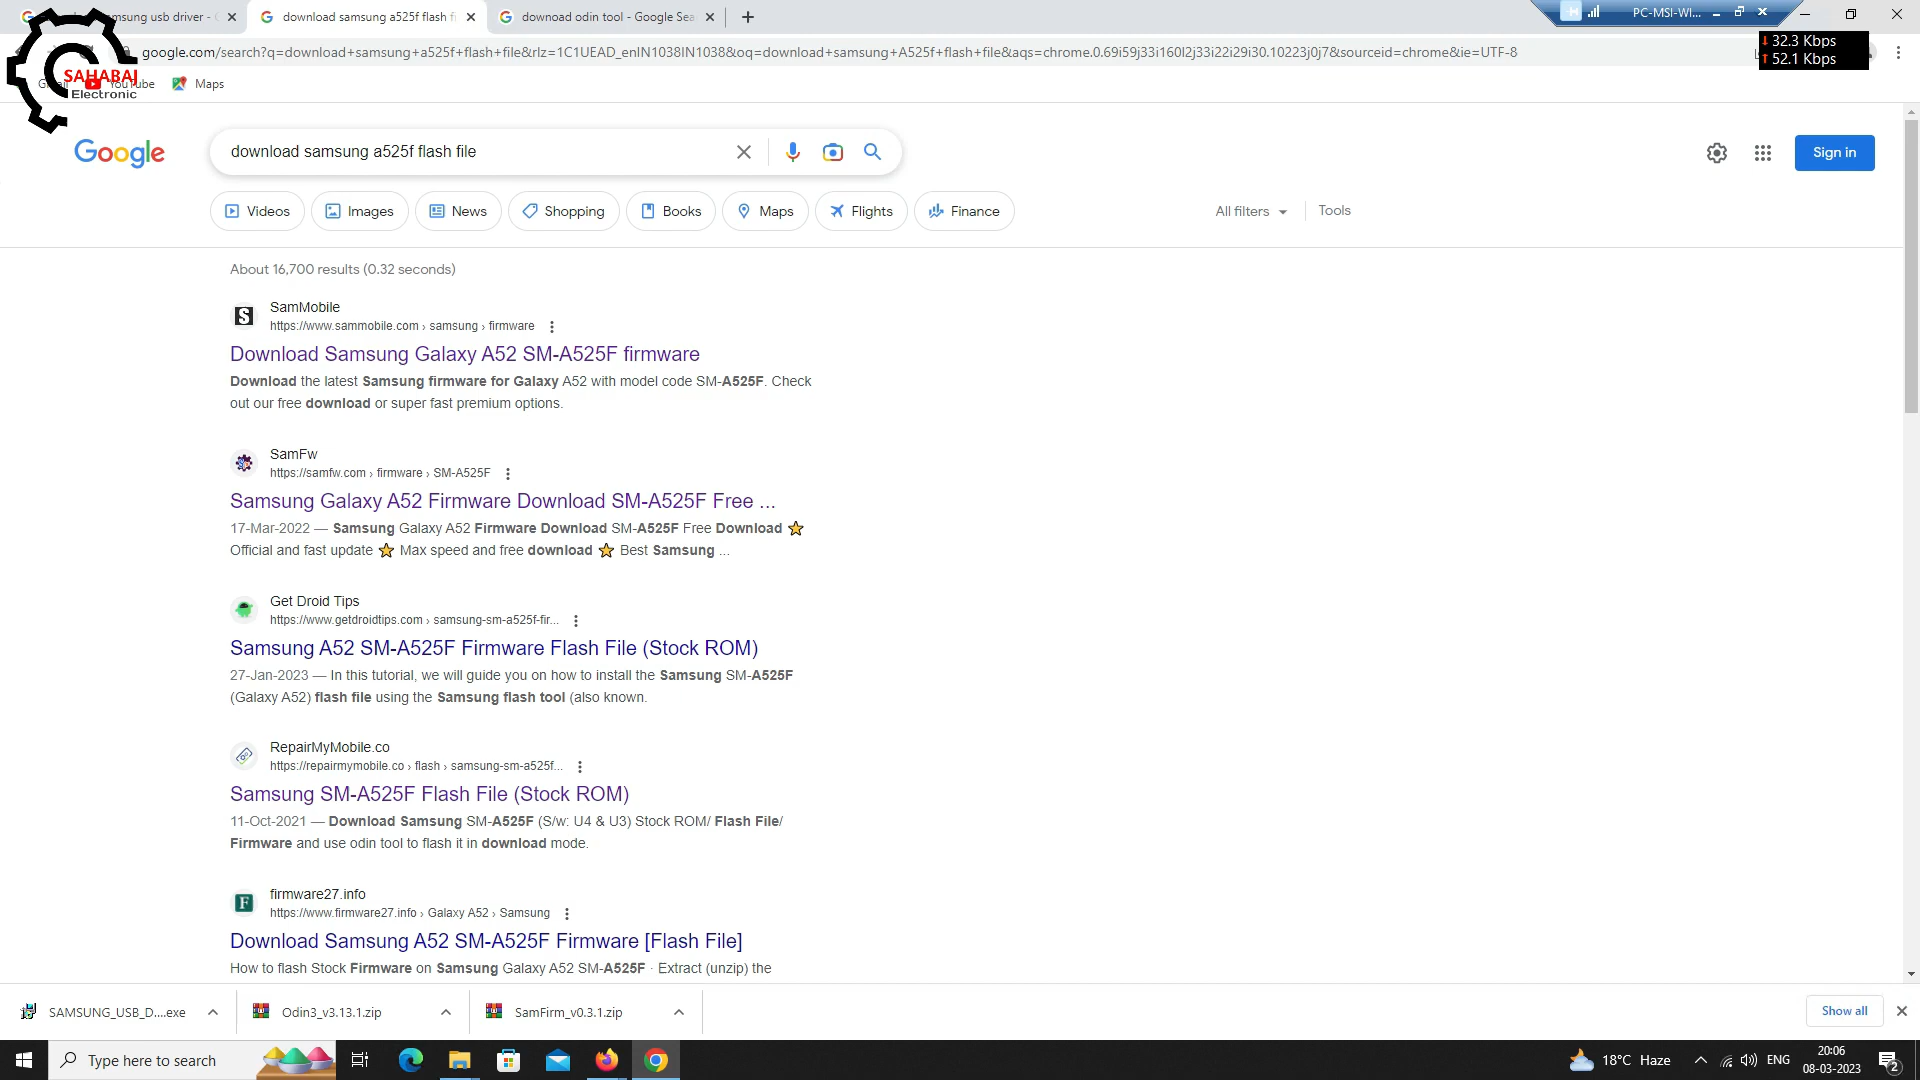 msung usb driver - G
download samsung a525f flash fi
downoad odin tool - Google Sea
PC-MSI-WI...
google.com/search?q=download+samsung+a525f+flash+file&rlz=1C1UEAD_enIN1038IN1038&oq=download+samsung+A525f+flash+file&aqs=chrome.0.69i59j33i160l2j33i22i29i30.10223j0j7&sourceid=chrome&ie=UTF-8
32.3 Kbps
52.1 Kbps
SAHABAJ
Electronic
YouTube
Maps
Google
download samsung a525f flash file
Sign in
Videos
Images
News
Shopping
Books
Maps
Flights
Finance
All filters
Tools
About 16,700 results (0.32 seconds)
SamMobile
https://www.sammobile.com › samsung › firmware
Download Samsung Galaxy A52 SM-A525F firmware
Download the latest Samsung firmware for Galaxy A52 with model code SM-A525F. Check
out our free download or super fast premium options.
SamFw
https://samfw.com › firmware › SM-A525F
Samsung Galaxy A52 Firmware Download SM-A525F Free ...
17-Mar-2022 — Samsung Galaxy A52 Firmware Download SM-A525F Free Download ⭐
Official and fast update ⭐ Max speed and free download ⭐ Best Samsung ...
Get Droid Tips
https://www.getdroidtips.com › samsung-sm-a525f-fir...
Samsung A52 SM-A525F Firmware Flash File (Stock ROM)
27-Jan-2023 — In this tutorial, we will guide you on how to install the Samsung SM-A525F
(Galaxy A52) flash file using the Samsung flash tool (also known.
RepairMyMobile.co
https://repairmymobile.co › flash › samsung-sm-a525f...
Samsung SM-A525F Flash File (Stock ROM)
11-Oct-2021 — Download Samsung SM-A525F (S/w: U4 & U3) Stock ROM/ Flash File/
Firmware and use odin tool to flash it in download mode.
firmware27.info
https://www.firmware27.info › Galaxy A52 › Samsung
Download Samsung A52 SM-A525F Firmware [Flash File]
How to flash Stock Firmware on Samsung Galaxy A52 SM-A525F · Extract (unzip) the
SAMSUNG_USB_D....exe
Odin3_v3.13.1.zip
SamFirm_v0.3.1.zip
Show all
Type here to search
18°C Haze
ENG
20:06
08-03-2023
2